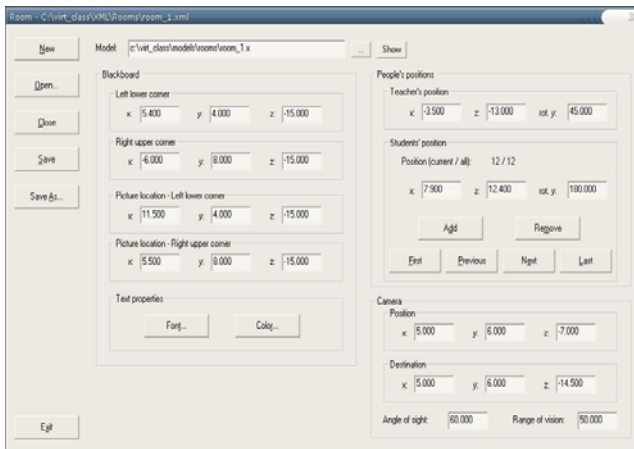 Room - C:\virt_class\XML\Rooms\room_1.xml
New
Open...
Close
Save
Save As...
Exit
Model: c:\virt_class\models\rooms\room_1.x ... Show
Blackboard
Left lower corner
x: 5.400 y: 4.000 z: -15.000
Right upper corner
x: -6.000 y: 8.000 z: -15.000
Picture location - Left lower corner
x: 11.500 y: 4.000 z: -15.000
Picture location - Right upper corner
x: 5.500 y: 8.000 z: -15.000
Text properties
Font... Color...
People's positions
Teacher's position
x: -3.500 z: -13.000 rot. y: 45.000
Students' position
Position (current / all): 12 / 12
x: 7.900 z: 12.400 rot. y: 180.000
Add Remove
First Previous Next Last
Camera
Position
x: 5.000 y: 6.000 z: -7.000
Destination
x: 5.000 y: 6.000 z: -14.500
Angle of sight: 60.000 Range of vision: 50.000